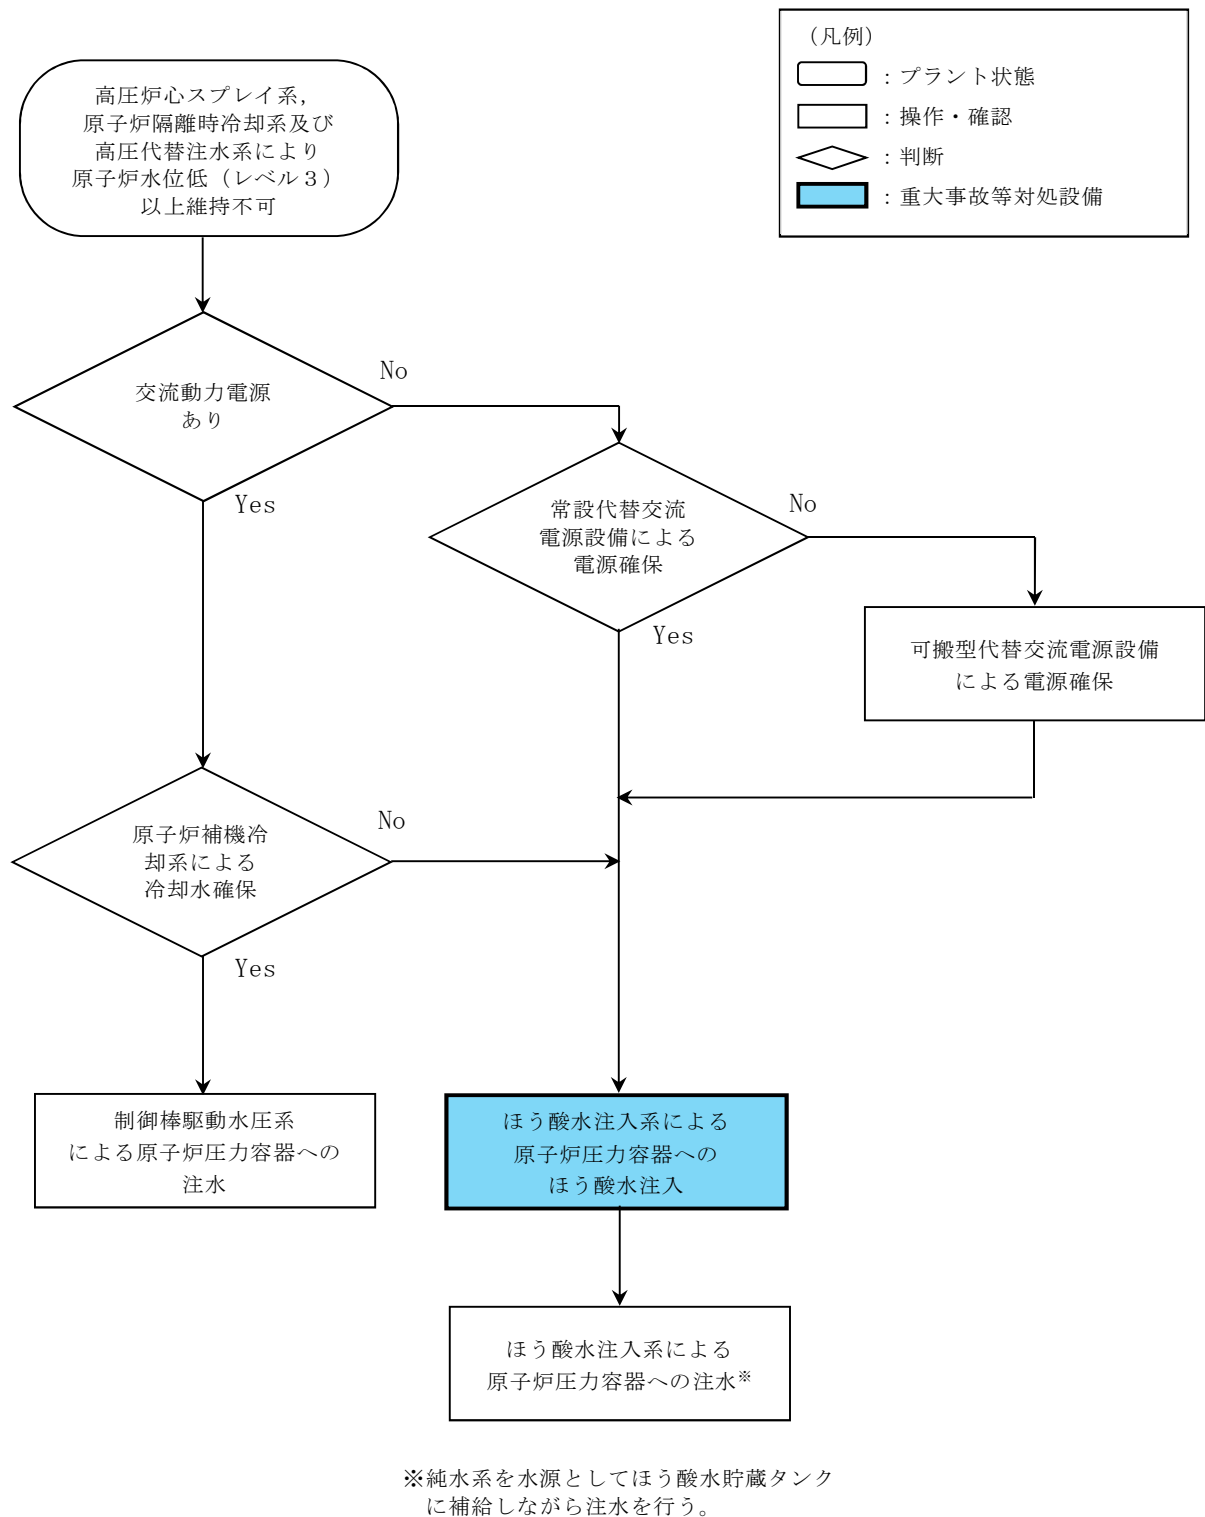 (凡例)
:プラント状態
:操作・確認
:判断
:重大事故等対処設備
高圧炉心スプレイ系,
原子炉隔離時冷却系及び
高圧代替注水系により
原子炉水位低(レベル3)
以上維持不可
交流動力電源
あり
No
Yes
常設代替交流
電源設備による
電源確保
No
Yes
可搬型代替交流電源設備
による電源確保
原子炉補機冷
却系による
冷却水確保
No
Yes
制御棒駆動水圧系
による原子炉圧力容器への
注水
ほう酸水注入系による
原子炉圧力容器への
ほう酸水注入
ほう酸水注入系による
原子炉圧力容器への注水※
※純水系を水源としてほう酸水貯蔵タンク
に補給しながら注水を行う。